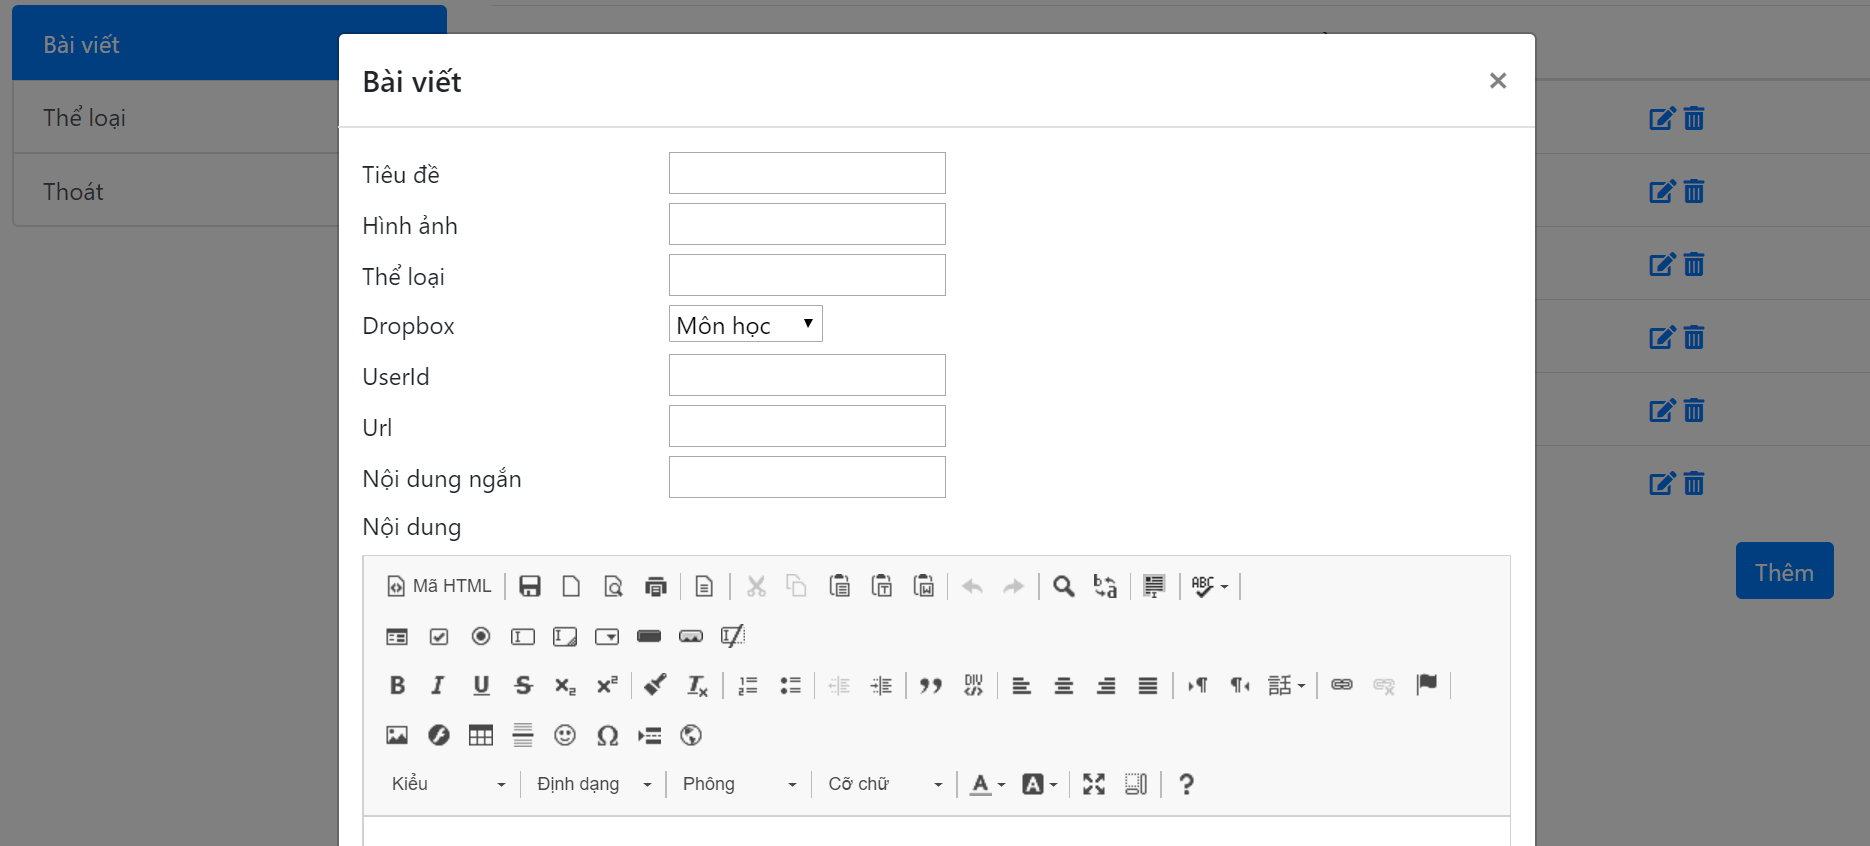 Bài viết
Thể loại
Thoát
Bài viết
×
Tiêu đề
Hình ảnh
Thể loại
Dropbox
Môn học
UserId
Url
Nội dung ngắn
Nội dung
Mã HTML
Kiểu
Định dạng
Phông
Cỡ chữ
Thêm